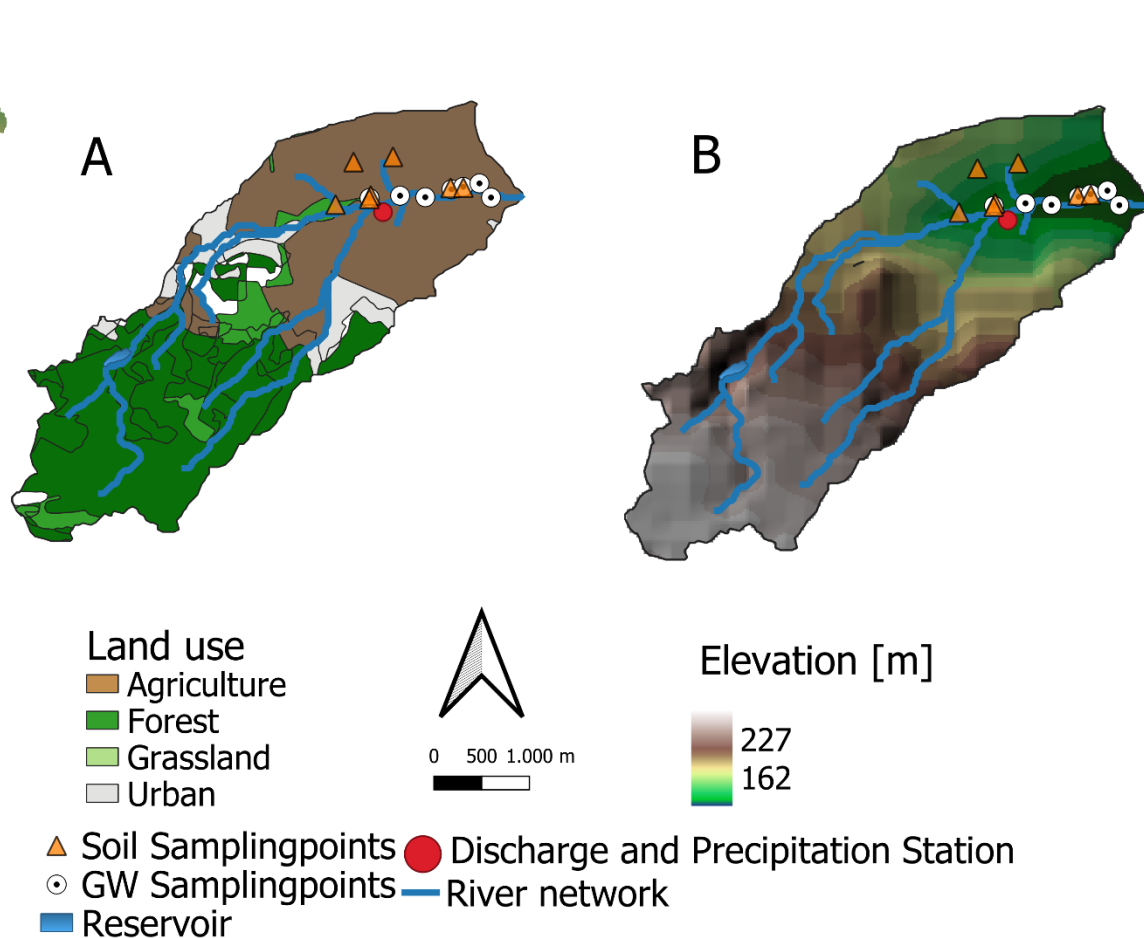 A
B
Land use
Agriculture
Forest
Grassland
Urban
0 500 1.000 m
Elevation [m]
227
162
Soil Samplingpoints
Discharge and Precipitation Station
GW Samplingpoints
River network
Reservoir